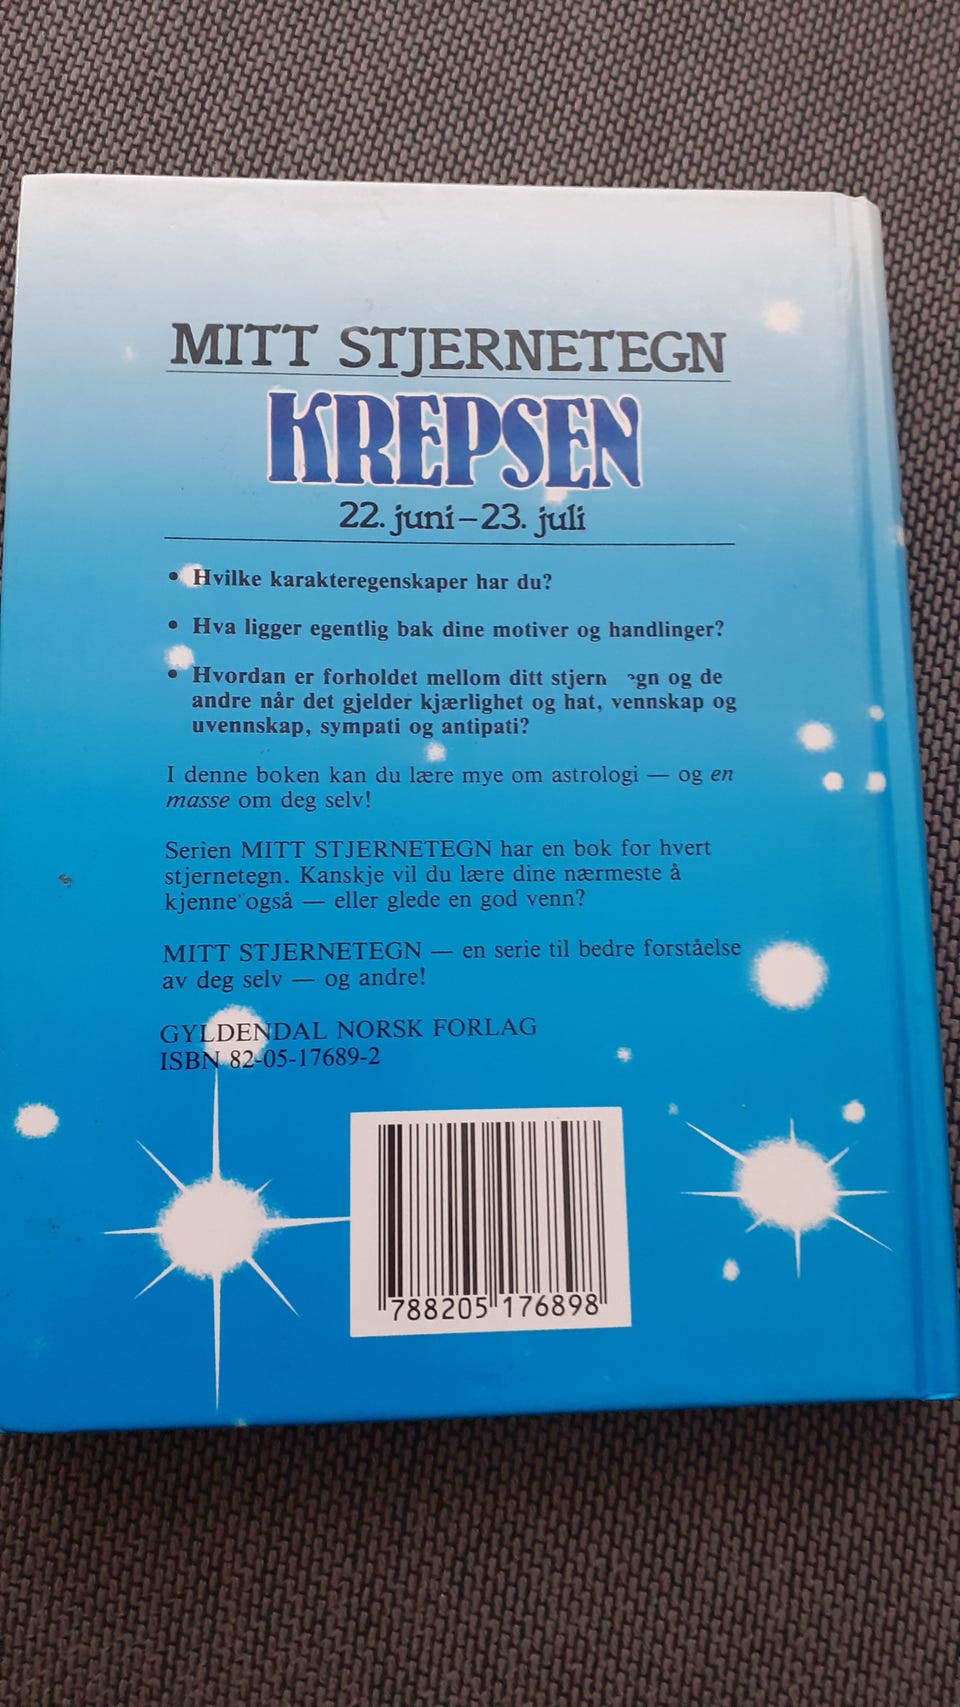 MITT STJERNETEGN
KREPSEN
22. juni – 23. juli
• Hvilke karakteregenskaper har du?
• Hva ligger egentlig bak dine motiver og handlinger?
• Hvordan er forholdet mellom ditt og de
andre når det gjelder kjærlighet og hat, vennskap og
uvennskap, sympati og antipati?
I denne boken kan du lære mye om astrologi — og en
masse om deg selv!
Serien MITT STJERNETEGN har en bok for hvert
stjernetegn. Kanskje vil du lære dine nærmeste å
kjenne også — eller glede en god venn?
MITT STJERNETEGN — en serie til bedre forståelse
av deg selv — og andre!
GYLDENDAL NORSK FORLAG
ISBN 82-05-17689-2
788205 176898